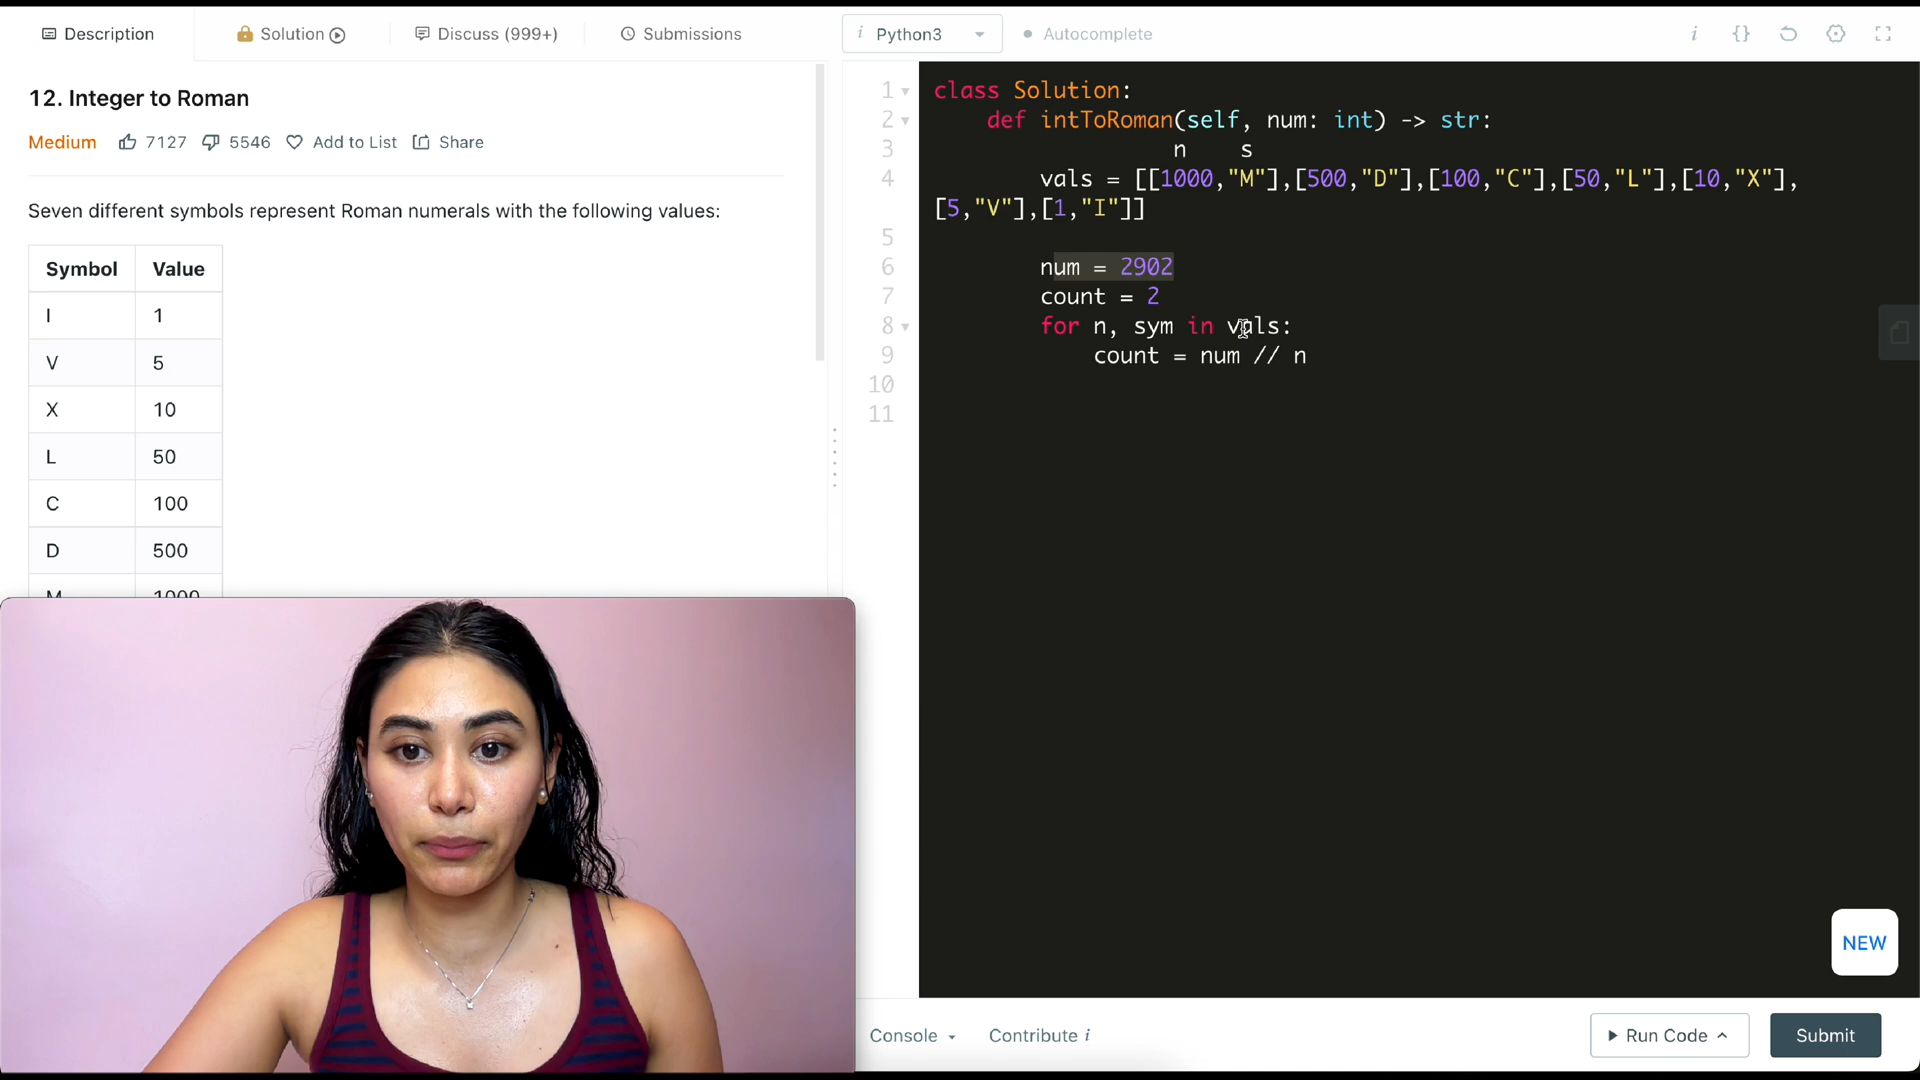 Description
Solution
Discuss (999+)
Submissions
i Python3
Autocomplete
i {}
12. Integer to Roman
Medium 7127 5546 Add to List Share
Seven different symbols represent Roman numerals with the following values:
Symbol Value
I 1
V 5
X 10
L 50
C 100
D 500
M 1000
1 class Solution:
2 def intToRoman(self, num: int) -> str:
3 n s
4 vals = [[1000,"M"],[500,"D"],[100,"C"],[50,"L"],[10,"X"],
[5,"V"],[1,"I"]]
5
6 num = 2902
7 count = 2
8 for n, sym in vals:
9 count = num // n
10
11
NEW
Console
Contribute i
Run Code
Submit